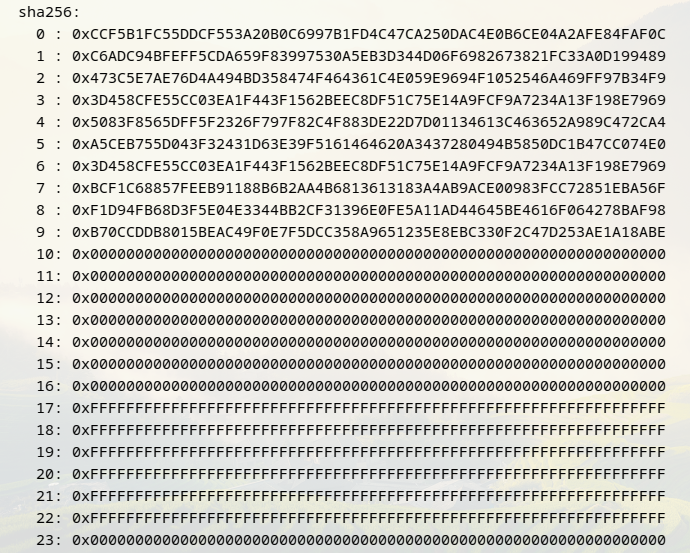 sha256:
0 : 0xCCF5B1FC55DDCF553A20B0C6997B1FD4C47CA250DAC4E0B6CE04A2AFE84FAF0C
1 : 0xC6ADC94BFEFF5CDA659F83997530A5EB3D344D06F6982673821FC33A0D199489
2 : 0x473C5E7AE76D4A494BD358474F464361C4E059E9694F1052546A469FF97B34F9
3 : 0x3D458CFE55CC03EA1F443F1562BEEC8DF51C75E14A9FCF9A7234A13F198E7969
4 : 0x5083F8565DFF5F2326F797F82C4F883DE22D7D01134613C463652A989C472CA4
5 : 0xA5CEB755D043F32431D63E39F5161464620A3437280494B5850DC1B47CC074E0
6 : 0x3D458CFE55CC03EA1F443F1562BEEC8DF51C75E14A9FCF9A7234A13F198E7969
7 : 0xBCF1C68857FEEB91188B6B2AA4B6813613183A4AB9ACE00983FCC72851EBA56F
8 : 0xF1D94FB68D3F5E04E3344BB2CF31396E0FE5A11AD44645BE4616F064278BAF98
9 : 0xB70CCDDB8015BEAC49F0E7F5DCC358A9651235E8EBC330F2C47D253AE1A18ABE
10: 0x0000000000000000000000000000000000000000000000000000000000000000
11: 0x0000000000000000000000000000000000000000000000000000000000000000
12: 0x0000000000000000000000000000000000000000000000000000000000000000
13: 0x0000000000000000000000000000000000000000000000000000000000000000
14: 0x0000000000000000000000000000000000000000000000000000000000000000
15: 0x0000000000000000000000000000000000000000000000000000000000000000
16: 0x0000000000000000000000000000000000000000000000000000000000000000
17: 0xFFFFFFFFFFFFFFFFFFFFFFFFFFFFFFFFFFFFFFFFFFFFFFFFFFFFFFFFFFFFFFFF
18: 0xFFFFFFFFFFFFFFFFFFFFFFFFFFFFFFFFFFFFFFFFFFFFFFFFFFFFFFFFFFFFFFFF
19: 0xFFFFFFFFFFFFFFFFFFFFFFFFFFFFFFFFFFFFFFFFFFFFFFFFFFFFFFFFFFFFFFFF
20: 0xFFFFFFFFFFFFFFFFFFFFFFFFFFFFFFFFFFFFFFFFFFFFFFFFFFFFFFFFFFFFFFFF
21: 0xFFFFFFFFFFFFFFFFFFFFFFFFFFFFFFFFFFFFFFFFFFFFFFFFFFFFFFFFFFFFFFFF
22: 0xFFFFFFFFFFFFFFFFFFFFFFFFFFFFFFFFFFFFFFFFFFFFFFFFFFFFFFFFFFFFFFFF
23: 0x0000000000000000000000000000000000000000000000000000000000000000